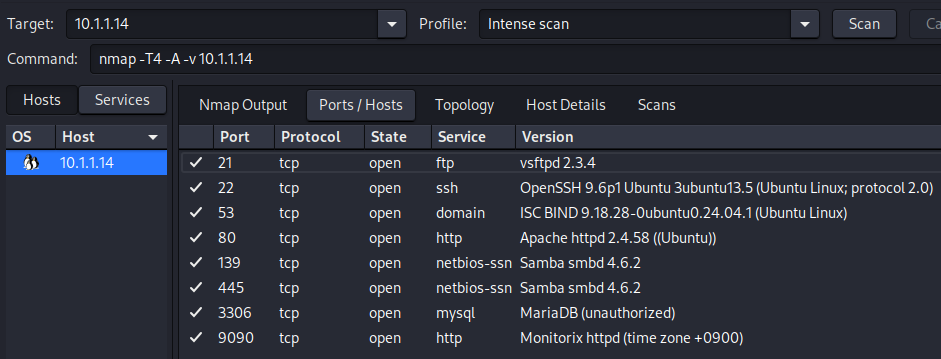 Target: 10.1.1.14 Profile: Intense scan Scan Ca
Command: nmap -T4 -A -v 10.1.1.14
Hosts Services Nmap Output Ports / Hosts Topology Host Details Scans
OS Host Port Protocol State Service Version
10.1.1.14 21 tcp open ftp vsftpd 2.3.4
22 tcp open ssh OpenSSH 9.6p1 Ubuntu 3ubuntu13.5 (Ubuntu Linux; protocol 2.0)
53 tcp open domain ISC BIND 9.18.28-0ubuntu0.24.04.1 (Ubuntu Linux)
80 tcp open http Apache httpd 2.4.58 ((Ubuntu))
139 tcp open netbios-ssn Samba smbd 4.6.2
445 tcp open netbios-ssn Samba smbd 4.6.2
3306 tcp open mysql MariaDB (unauthorized)
9090 tcp open http Monitorix httpd (time zone +0900)